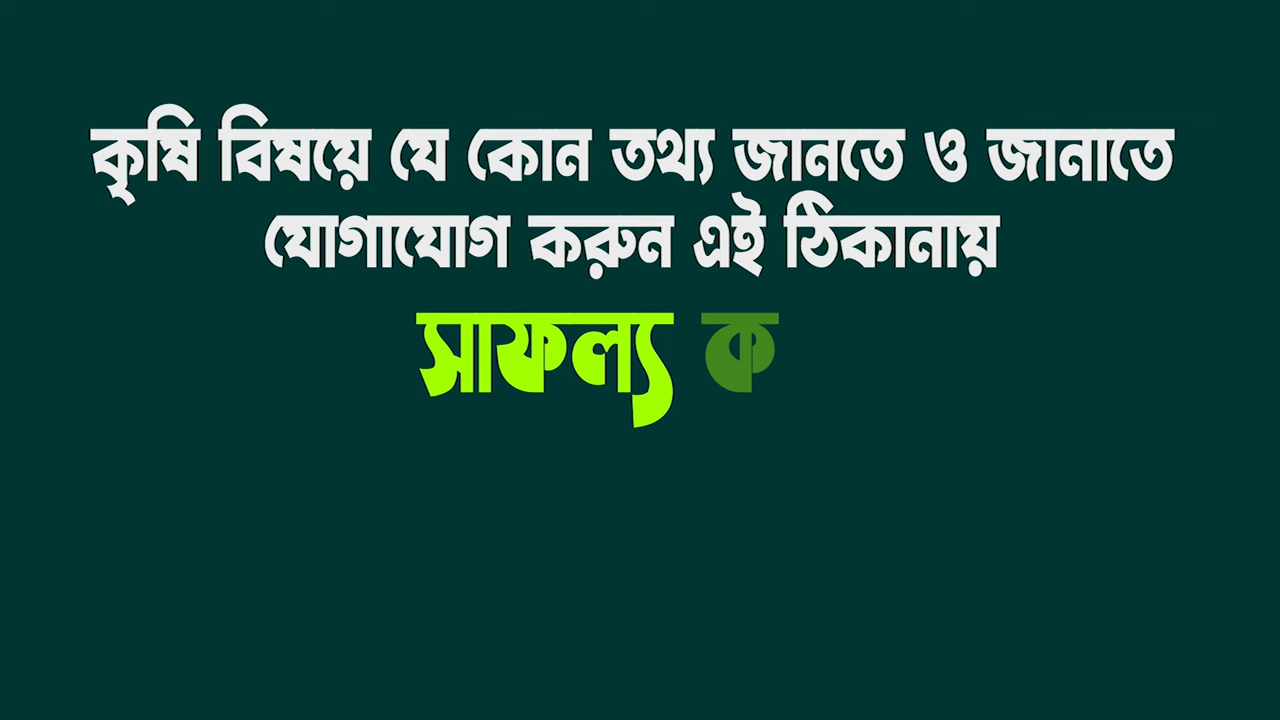 কৃষি বিষয়ে যে কোন তথ্য জানতে ও জানাতে
যোগাযোগ করুন এই ঠিকানায়
সাফল্য ক